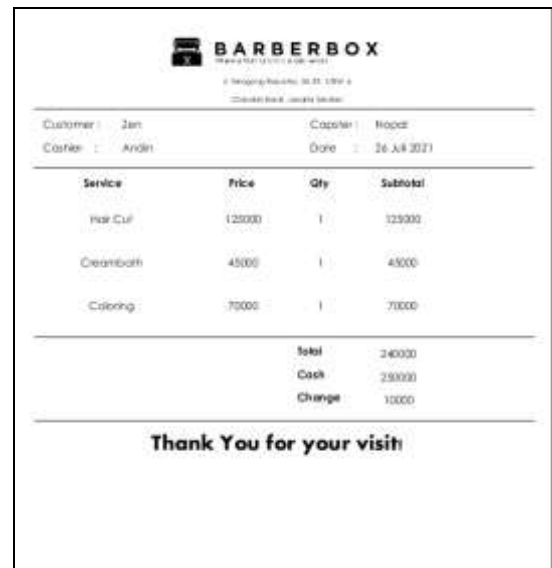 BARBERBOX
Customer : Zen Capster : Nopal
Cashier : Andin Date : 26 Juli 2021
Service Price Qty Subtotal
Hair Cut 125000 1 125000
Creambath 45000 1 45000
Coloring 70000 1 70000
Total 240000
Cash 250000
Change 10000
Thank You for your visit!